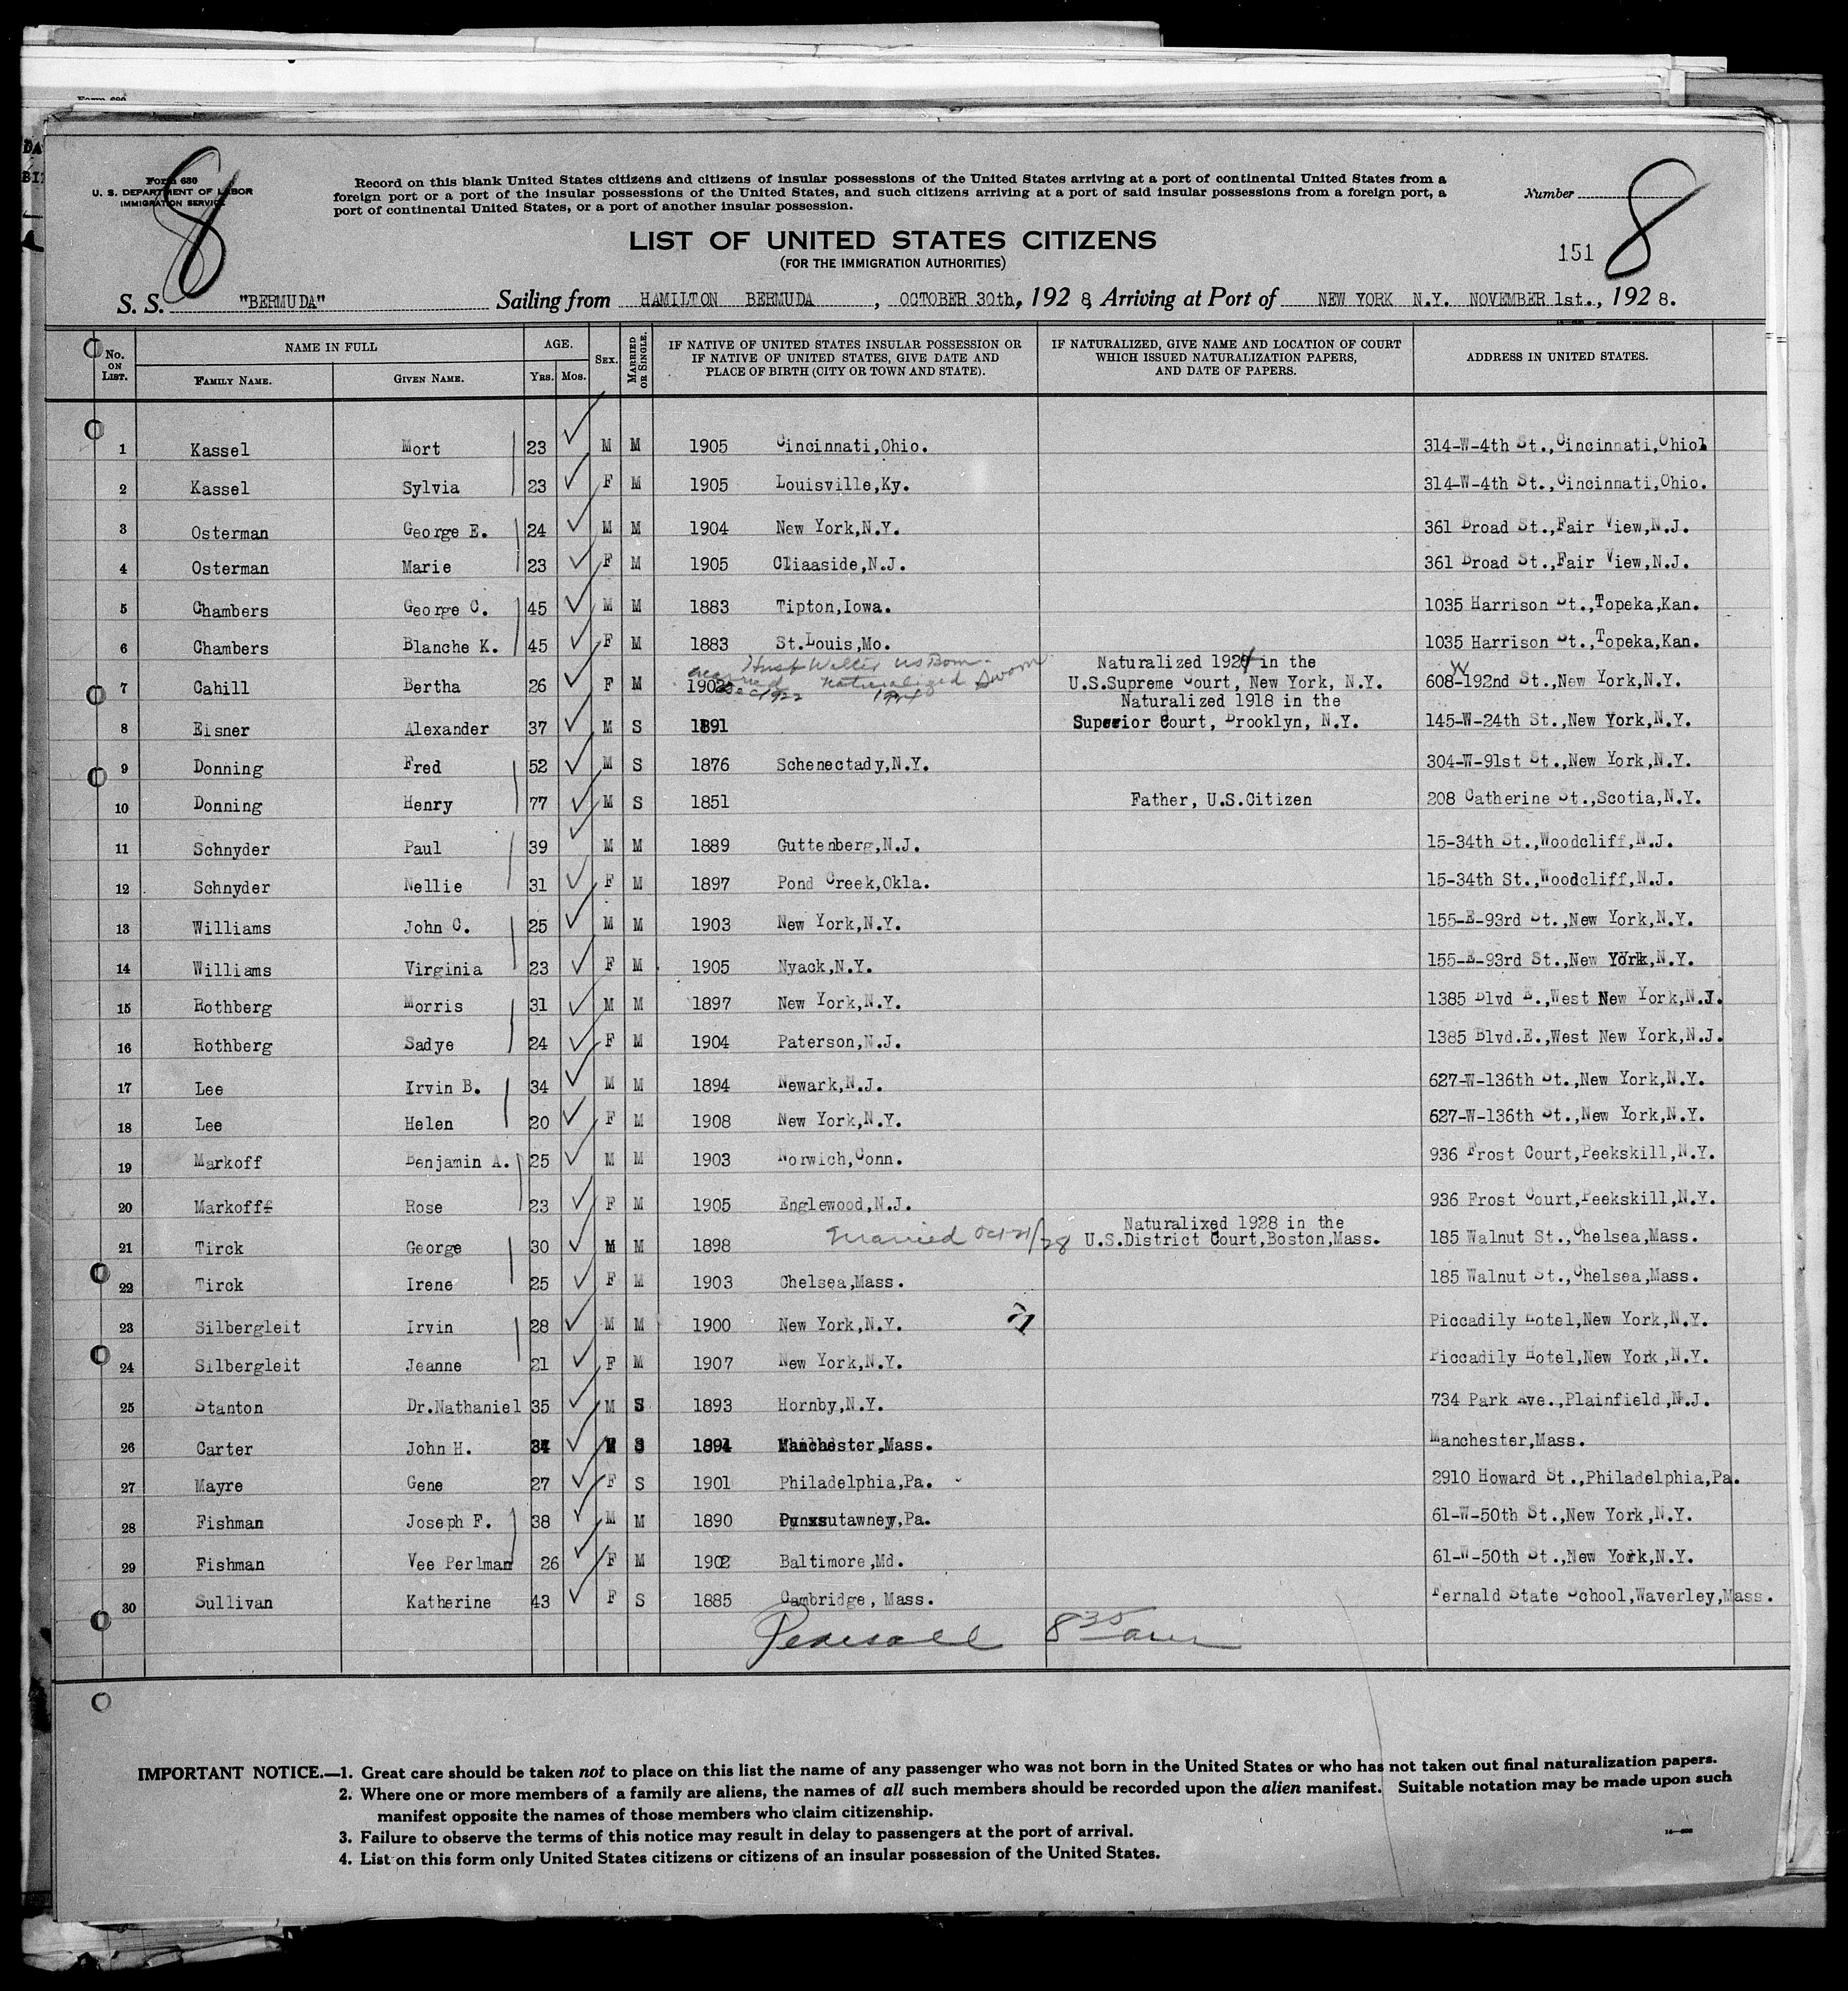 Form 630
U. S. DEPARTMENT OF LABOR
IMMIGRATION SERVICE
8
Record on this blank United States citizens and citizens of insular possessions of the United States arriving at a port of continental United States from a
foreign port or a port of the insular possessions of the United States, and such citizens arriving at a port of said insular possessions from a foreign port, a
port of continental United States, or a port of another insular possession.
Number
8
LIST OF UNITED STATES CITIZENS
(FOR THE IMMIGRATION AUTHORITIES)
151
S. S. "BERMUDA" Sailing from HAMILTON BERMUDA, OCTOBER 30th, 1928, Arriving at Port of NEW YORK N.Y. NOVEMBER 1st., 1928.
No. ON LIST. NAME IN FULL FAMILY NAME. GIVEN NAME. AGE. YRS. MOS. SEX. MARRIED OR SINGLE. IF NATIVE OF UNITED STATES INSULAR POSSESSION OR IF NATIVE OF UNITED STATES, GIVE DATE AND PLACE OF BIRTH (CITY OR TOWN AND STATE). IF NATURALIZED, GIVE NAME AND LOCATION OF COURT WHICH ISSUED NATURALIZATION PAPERS, AND DATE OF PAPERS. ADDRESS IN UNITED STATES.
1 Kassel Mort 23 M M 1905 Cincinnati,Ohio. 314-W-4th St.,Cincinnati,Ohio.
2 Kassel Sylvia 23 F M 1905 Louisville,Ky. 314-W-4th St.,Cincinnati,Ohio.
3 Osterman George E. 24 M M 1904 New York,N.Y. 361 Broad St.,Fair View,N.J.
4 Osterman Marie 23 F M 1905 Cliaaside,N.J. 361 Broad St.,Fair View,N.J.
5 Chambers George C. 45 M M 1883 Tipton,Iowa. 1035 Harrison St.,Topeka,Kan.
6 Chambers Blanche K. 45 F M 1883 St.Louis,Mo. 1035 Harrison St.,Topeka,Kan.
Husb Walter US Born Naturalized 1924 in the
7 Cahill Bertha 26 F M 1902 married Dec/1922 Naturalized Sworn U.S.Supreme Court, New York, N.Y. 608-W 192nd St.,New York,N.Y.
Naturalized 1918 in the
8 Eisner Alexander 37 M S 1891 Superior Court, Brooklyn, N.Y. 145-W-24th St.,New York,N.Y.
9 Donning Fred 52 M S 1876 Schenectady,N.Y. 304-W-91st St.,New York,N.Y.
10 Donning Henry 77 M S 1851 Father, U.S.Citizen 208 Catherine St.,Scotia,N.Y.
11 Schnyder Paul 39 M M 1889 Guttenberg,N.J. 15-34th St.,Woodcliff,N.J.
12 Schnyder Nellie 31 F M 1897 Pond Creek,Okla. 15-34th St.,Woodcliff,N.J.
13 Williams John C. 25 M M 1903 New York,N.Y. 155-E-93rd St.,New York,N.Y.
14 Williams Virginia 23 F M 1905 Nyack,N.Y. 155-E-93rd St.,New York,N.Y.
15 Rothberg Morris 31 M M 1897 New York,N.Y. 1385 Blvd E.,West New York,N.J.
16 Rothberg Sadye 24 F M 1904 Paterson,N.J. 1385 Blvd.E.,West New York,N.J.
17 Lee Irvin B. 34 M M 1894 Newark,N.J. 627-W-136th St.,New York,N.Y.
18 Lee Helen 20 F M 1908 New York,N.Y. 627-W-136th St.,New York,N.Y.
19 Markoff Benjamin A. 25 M M 1903 Norwich,Conn. 936 Frost Court,Peekskill,N.Y.
20 Markofff Rose 23 F M 1905 Englewood,N.J. 936 Frost Court,Peekskill,N.Y.
Naturalized 1928 in the
21 Tirck George 30 M M 1898 Married Oct 21/28 U.S.District Court,Boston,Mass. 185 Walnut St.,Chelsea,Mass.
22 Tirck Irene 25 F M 1903 Chelsea,Mass. 185 Walnut St.,Chelsea,Mass.
23 Silbergleit Irvin 28 M M 1900 New York,N.Y. Piccadily Hotel,New York,N.Y.
24 Silbergleit Jeanne 21 F M 1907 New York,N.Y. Piccadily Hotel,New York,N.Y.
25 Stanton Dr.Nathaniel 35 M S 1893 Hornby,N.Y. 734 Park Ave.,Plainfield,N.J.
26 Carter John H. 34 M S 1894 Manchester,Mass. Manchester,Mass.
27 Mayre Gene 27 F S 1901 Philadelphia,Pa. 2910 Howard St.,Philadelphia,Pa.
28 Fishman Joseph F. 38 M M 1890 Punxsutawney,Pa. 61-W-50th St.,New York,N.Y.
29 Fishman Vee Perlman 26 F M 1902 Baltimore,Md. 61-W-50th St.,New York,N.Y.
30 Sullivan Katherine 43 F S 1885 Cambridge, Mass. Fernald State School,Waverley,Mass.
Pearsall 8 35 am
IMPORTANT NOTICE.—1. Great care should be taken not to place on this list the name of any passenger who was not born in the United States or who has not taken out final naturalization papers.
2. Where one or more members of a family are aliens, the names of all such members should be recorded upon the alien manifest. Suitable notation may be made upon such
manifest opposite the names of those members who claim citizenship.
3. Failure to observe the terms of this notice may result in delay to passengers at the port of arrival.
4. List on this form only United States citizens or citizens of an insular possession of the United States.